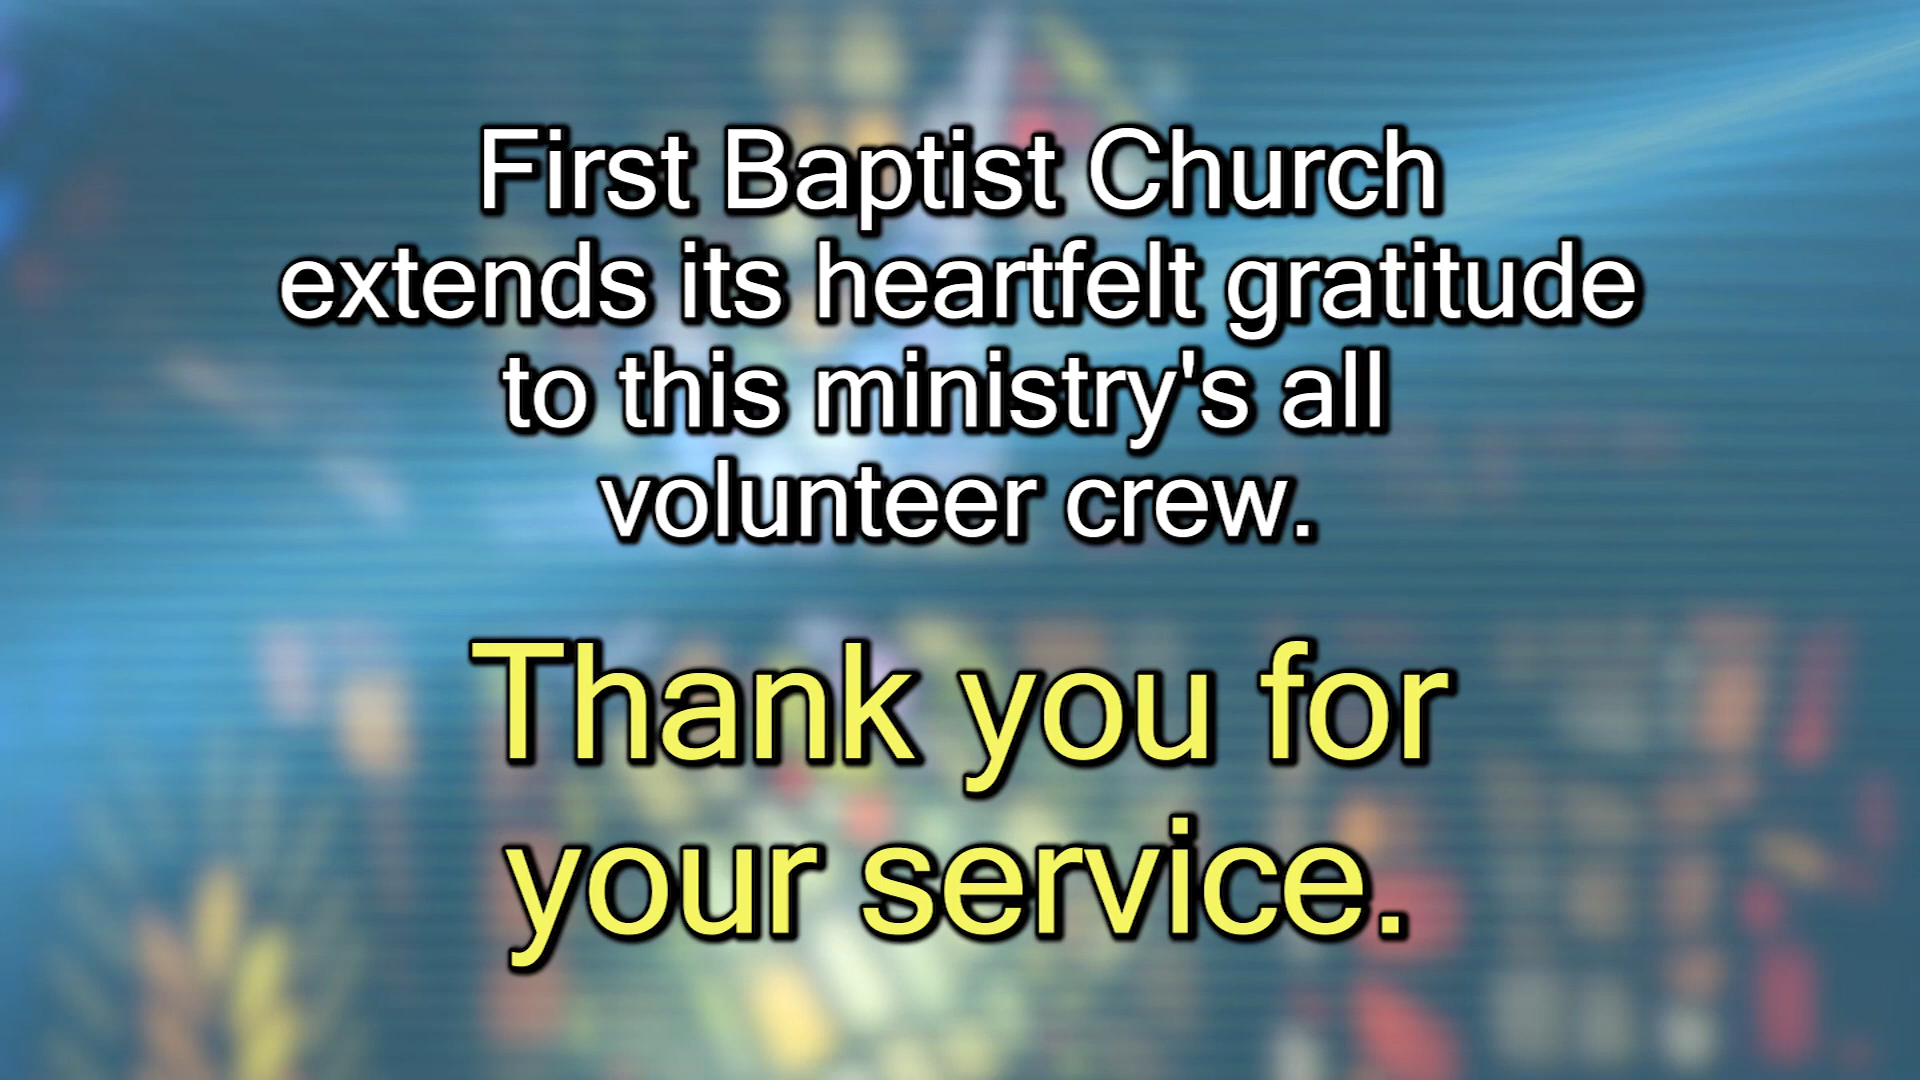 First Baptist Church
extends its heartfelt gratitude
to this ministry's all
volunteer crew.
Thank you for
your service.